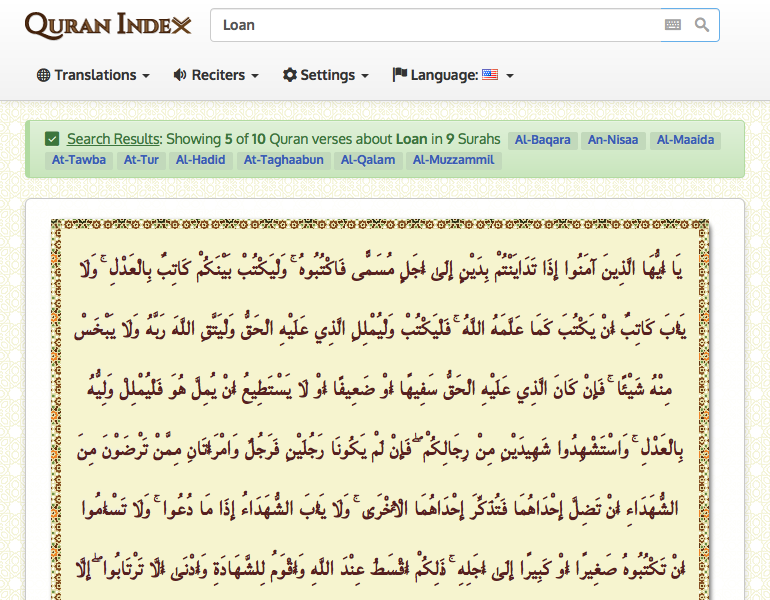 QURAN INDEX
Loan
Translations Reciters Settings Language:
Search Results: Showing 5 of 10 Quran verses about Loan in 9 Surahs Al-Baqara An-Nisaa Al-Maaida
At-Tawba At-Tur Al-Hadid At-Taghaabun Al-Qalam Al-Muzzammil
يَا أَيُّهَا الَّذِينَ آمَنُوا إِذَا تَدَايَنْتُمْ بِدَيْنٍ إِلَىٰ أَجَلٍ مُسَمًّى فَاكْتُبُوهُ ۚ وَلْيَكْتُبْ بَيْنَكُمْ كَاتِبٌ بِالْعَدْلِ ۚ وَلَا
يَأْبَ كَاتِبٌ أَنْ يَكْتُبَ كَمَا عَلَّمَهُ اللَّهُ ۚ فَلْيَكْتُبْ وَلْيُمْلِلِ الَّذِي عَلَيْهِ الْحَقُّ وَلْيَتَّقِ اللَّهَ رَبَّهُ وَلَا يَبْخَسْ
مِنْهُ شَيْئًا ۚ فَإِنْ كَانَ الَّذِي عَلَيْهِ الْحَقُّ سَفِيهًا أَوْ ضَعِيفًا أَوْ لَا يَسْتَطِيعُ أَنْ يُمِلَّ هُوَ فَلْيُمْلِلْ وَلِيُّهُ
بِالْعَدْلِ ۚ وَاسْتَشْهِدُوا شَهِيدَيْنِ مِنْ رِجَالِكُمْ ۖ فَإِنْ لَمْ يَكُونَا رَجُلَيْنِ فَرَجُلٌ وَامْرَأَتَانِ مِمَّنْ تَرْضَوْنَ مِنَ
الشُّهَدَاءِ أَنْ تَضِلَّ إِحْدَاهُمَا فَتُذَكِّرَ إِحْدَاهُمَا الْأُخْرَىٰ ۚ وَلَا يَأْبَ الشُّهَدَاءُ إِذَا مَا دُعُوا ۚ وَلَا تَسْأَمُوا
أَنْ تَكْتُبُوهُ صَغِيرًا أَوْ كَبِيرًا إِلَىٰ أَجَلِهِ ۚ ذَٰلِكُمْ أَقْسَطُ عِنْدَ اللَّهِ وَأَقْوَمُ لِلشَّهَادَةِ وَأَدْنَىٰ أَلَّا تَرْتَابُوا ۖ إِلَّا